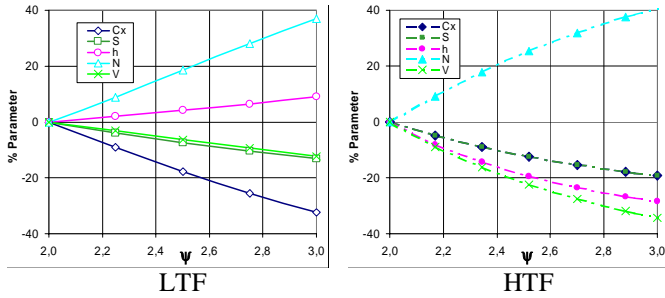 40
20
0
-20
-40
% Parameter
Cx
S
h
N
V
2,0
2,2
2,4
2,6
2,8
3,0
ψ
LTF
40
20
0
-20
-40
% Parameter
Cx
S
h
N
V
2,0
2,2
2,4
2,6
2,8
3,0
ψ
HTF